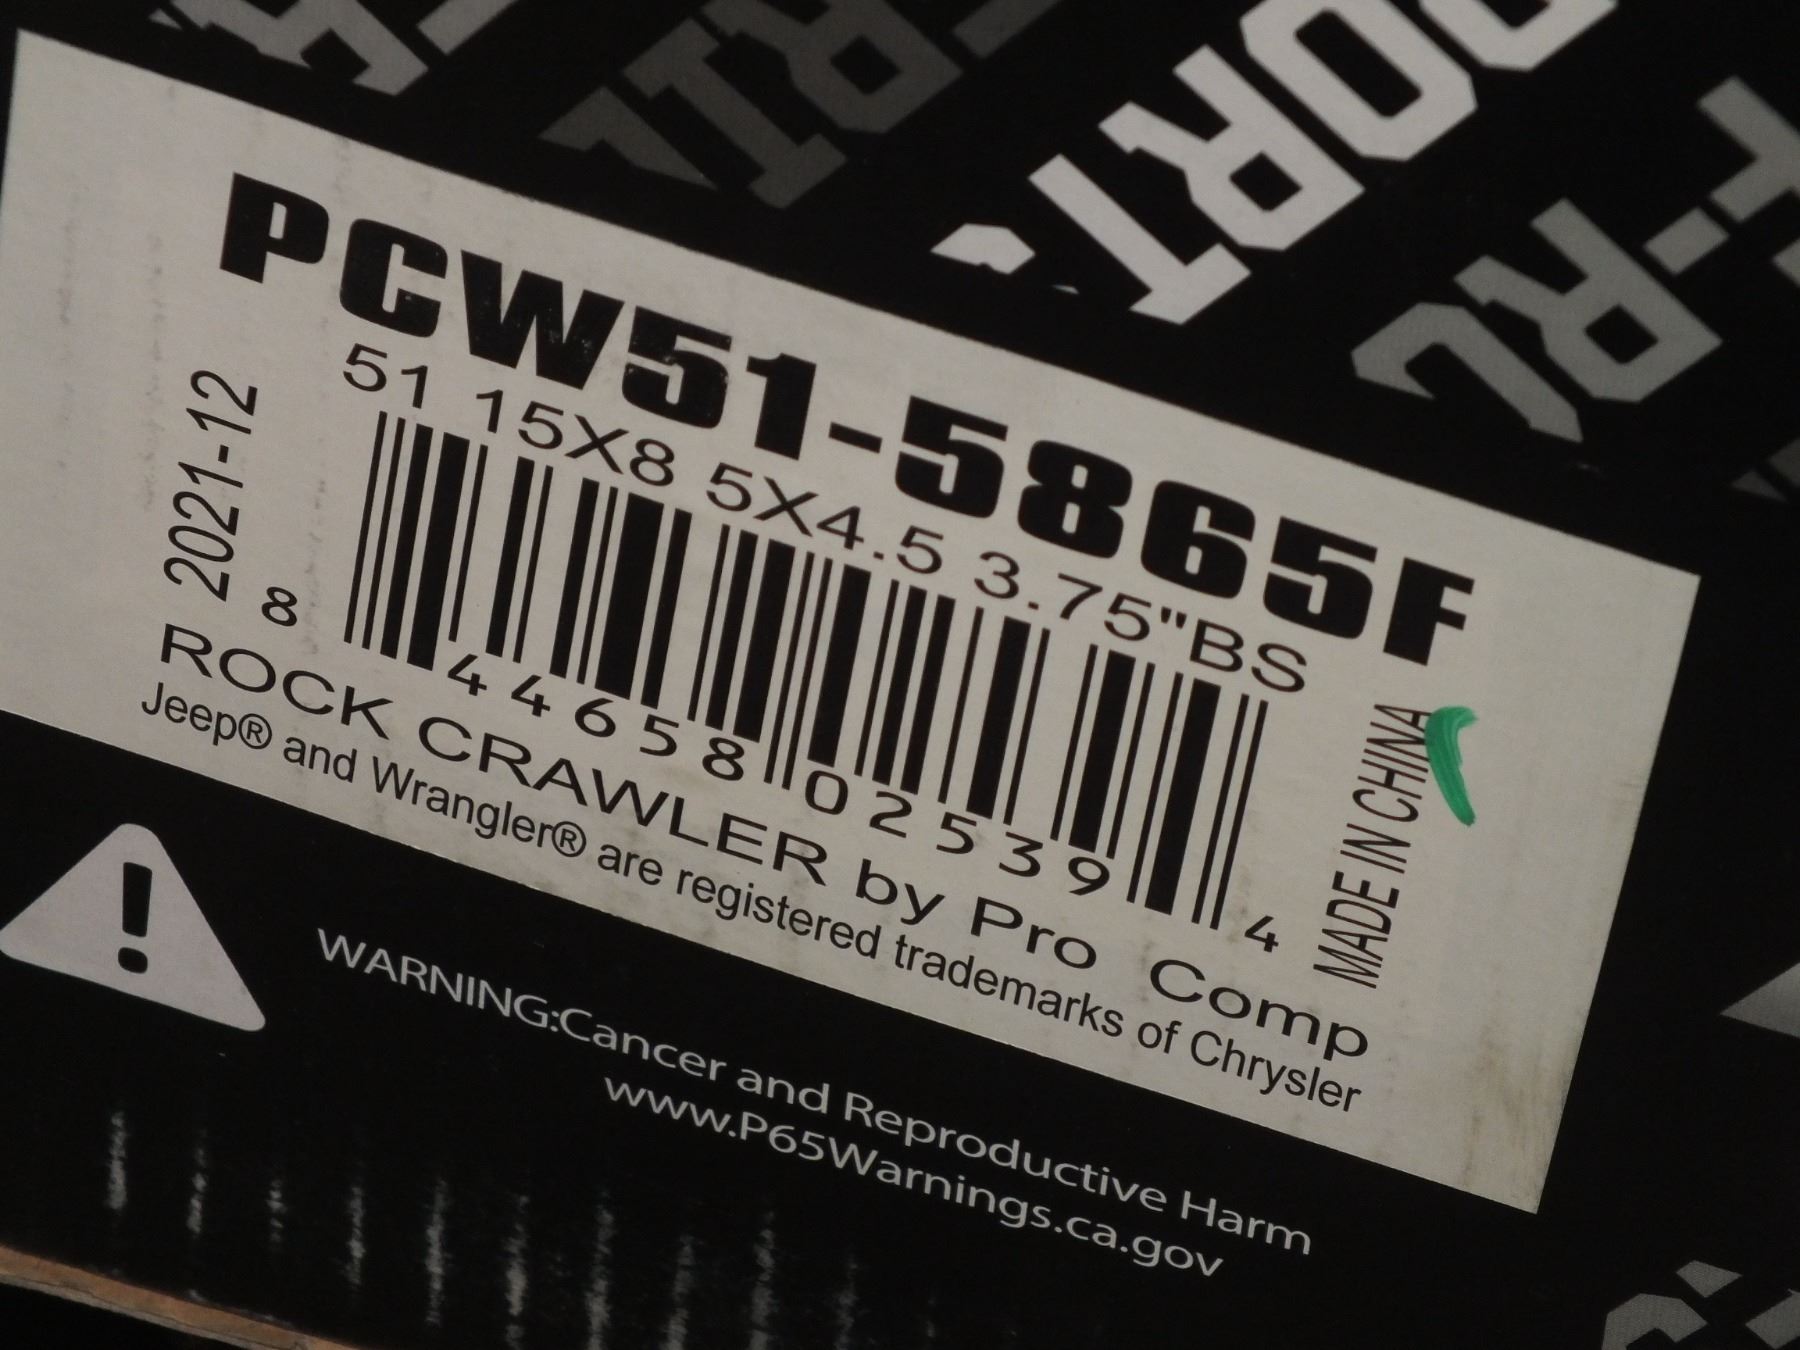 PCW51-5865F
51 15X8 5X4.5 3.75"BS
2021-12
8 44658 02539 4
MADE IN CHINA
ROCK CRAWLER by Pro Comp
Jeep® and Wrangler® are registered trademarks of Chrysler
WARNING:Cancer and Reproductive Harm
www.P65Warnings.ca.gov